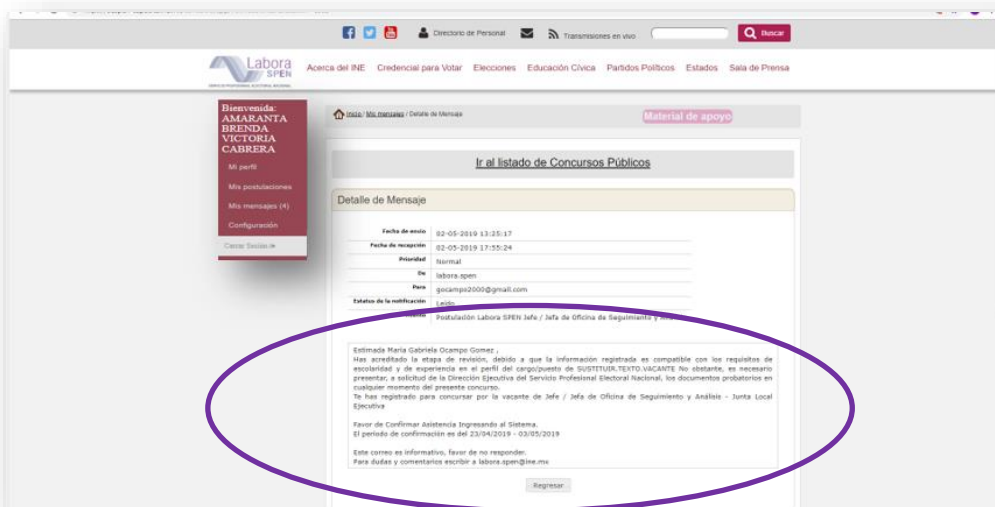 Directorio de Personal
Transmisiones en vivo
Buscar
Labora
SPEN
Acerca del INE Credencial para Votar Elecciones Educación Cívica Partidos Políticos Estados Sala de Prensa
Bienvenida:
AMARANTA
BRENDA
VICTORIA
CABRERA
Mi perfil
Mis postulaciones
Mis mensajes (4)
Configuración
Cerrar Sesión
Inicio / Mis mensajes / Detalle de Mensaje
Material de apoyo
Ir al listado de Concursos Públicos
Detalle de Mensaje
Fecha de envío 02-05-2019 13:25:17
Fecha de recepción 02-05-2019 17:55:24
Prioridad Normal
De labora.spen
Para gocampo2000@gmail.com
Estatus de la notificación Leído
Postulación Labora SPEN Jefe / Jefa de Oficina de Seguimiento y
Estimada María Gabriela Ocampo Gomez ,
Has acreditado la etapa de revisión, debido a que la información registrada es compatible con los requisitos de
escolaridad y de experiencia en el perfil del cargo/puesto de SUSTITUIR.TEXTO.VACANTE No obstante, es necesario
presentar, a solicitud de la Dirección Ejecutiva del Servicio Profesional Electoral Nacional, los documentos probatorios en
cualquier momento del presente concurso.
Te has registrado para concursar por la vacante de Jefe / Jefa de Oficina de Seguimiento y Análisis - Junta Local
Ejecutiva
Favor de Confirmar Asistencia Ingresando al Sistema.
El periodo de confirmación es del 23/04/2019 - 03/05/2019
Este correo es informativo, favor de no responder.
Para dudas y comentarios escribir a labora.spen@ine.mx
Regresar